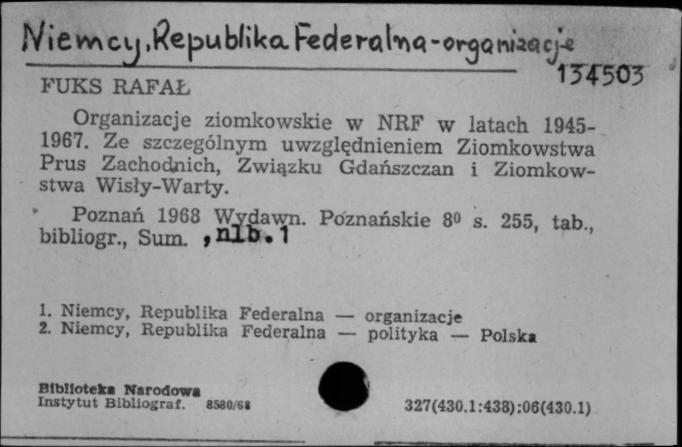 Niemcy, Republika Federalna - organizacje
134503
FUKS RAFAŁ
Organizacje ziomkowskie w NRF w latach 1945-
1967. Ze szczególnym uwzględnieniem Ziomkowstwa
Prus Zachodnich, Związku Gdańszczan i Ziomkow-
stwa Wisły-Warty.
Poznań 1968 Wydawn. Poznańskie 8⁰ s. 255, tab.,
bibliogr., Sum. , nlb. 1
1. Niemcy, Republika Federalna — organizacje
2. Niemcy, Republika Federalna — polityka — Polska
Biblioteka Narodowa
Instytut Bibliograf. 8580/68
327(430.1:438):06(430.1)